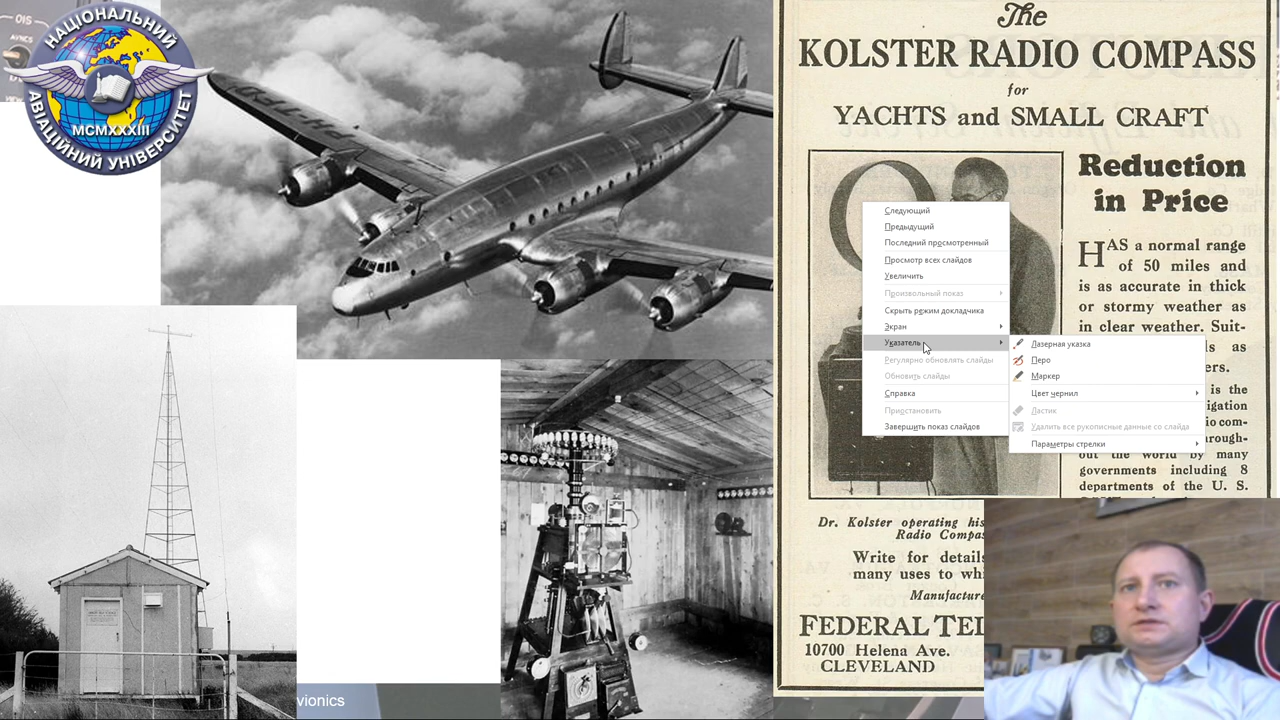 НАЦІОНАЛЬНИЙ
АВІАЦІЙНИЙ УНІВЕРСИТЕТ
MCMXXXIII
OIS
vionics
The
KOLSTER RADIO COMPASS
for
YACHTS and SMALL CRAFT
Reduction
in Price
HAS a normal range
of 50 miles and
is as accurate in thick
or stormy weather as
in clear weather. Suit-
ls as
ers.
is the
igation
io com-
rough-
out the world by many
governments including 8
departments of the U. S.
Следующий
Предыдущий
Последний просмотренный
Просмотр всех слайдов
Увеличить
Произвольный показ
Скрыть режим докладчика
Экран
Указатель
Регулярно обновлять слайды
Обновить слайды
Справка
Приостановить
Завершить показ слайдов
Лазерная указка
Перо
Маркер
Цвет чернил
Ластик
Удалить все рукописные данные со слайда
Параметры стрелки
Dr. Kolster operating his
Radio Compas
Write for details
many uses to whi
Manufacture
FEDERAL TEL
10700 Helena Ave.
CLEVELAND